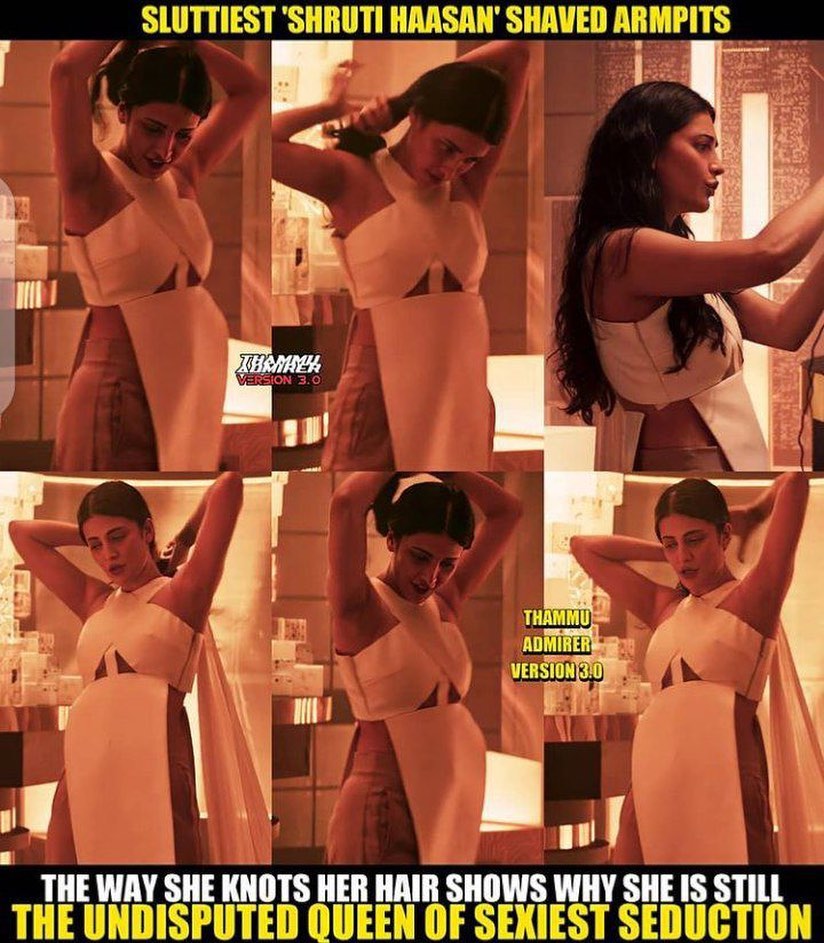 SLUTTIEST 'SHRUTI HAASAN' SHAVED ARMPITS
THAMMU
ADMIRER
VERSION 3.0
THAMMU
ADMIRER
VERSION 3.0
THE WAY SHE KNOTS HER HAIR SHOWS WHY SHE IS STILL
THE UNDISPUTED QUEEN OF SEXIEST SEDUCTION